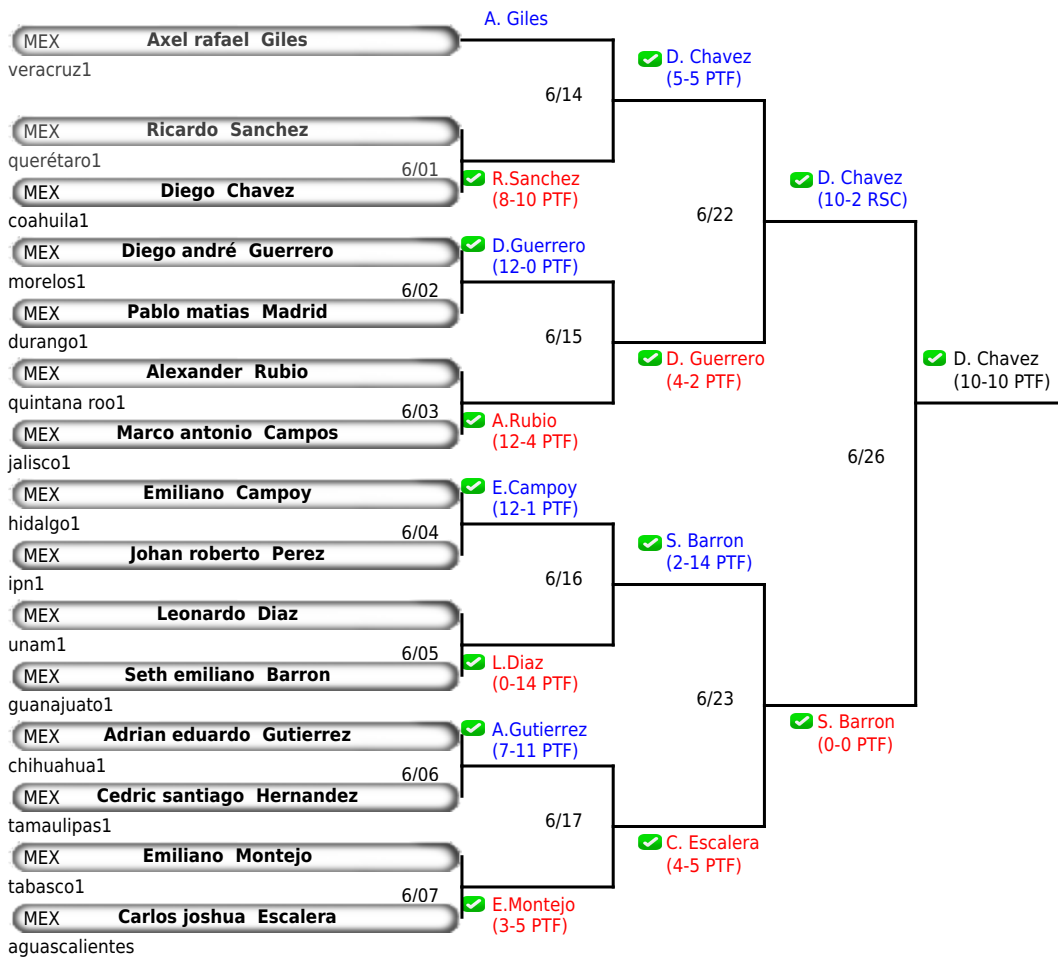 A. Giles
MEX Axel rafael Giles
veracruz1
D. Chavez
(5-5 PTF)
6/14
MEX Ricardo Sanchez
querétaro1
6/01
MEX Diego Chavez
coahuila1
R.Sanchez
(8-10 PTF)
D. Chavez
(10-2 RSC)
6/22
MEX Diego andré Guerrero
morelos1
D.Guerrero
(12-0 PTF)
6/02
MEX Pablo matias Madrid
durango1
6/15
D. Guerrero
(4-2 PTF)
D. Chavez
(10-10 PTF)
MEX Alexander Rubio
quintana roo1
6/03
MEX Marco antonio Campos
jalisco1
A.Rubio
(12-4 PTF)
6/26
MEX Emiliano Campoy
hidalgo1
E.Campoy
(12-1 PTF)
6/04
MEX Johan roberto Perez
ipn1
S. Barron
(2-14 PTF)
6/16
MEX Leonardo Diaz
unam1
6/05
MEX Seth emiliano Barron
guanajuato1
L.Diaz
(0-14 PTF)
6/23
S. Barron
(0-0 PTF)
MEX Adrian eduardo Gutierrez
chihuahua1
A.Gutierrez
(7-11 PTF)
6/06
MEX Cedric santiago Hernandez
tamaulipas1
6/17
C. Escalera
(4-5 PTF)
MEX Emiliano Montejo
tabasco1
6/07
MEX Carlos joshua Escalera
aguascalientes
E.Montejo
(3-5 PTF)